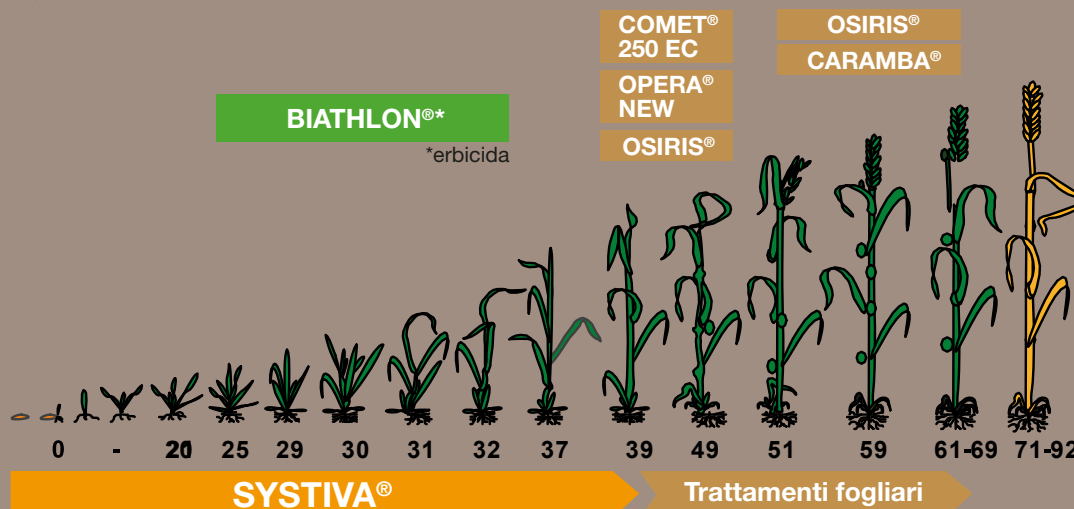 COMET®
250 EC
OPERA®
NEW
OSIRIS®
OSIRIS®
CARAMBA®
BIATHLON®*
*erbicida
0 - 20 25 29 30 31 32 37 39 49 51 59 61-69 71-92
SYSTIVA®
Trattamenti fogliari